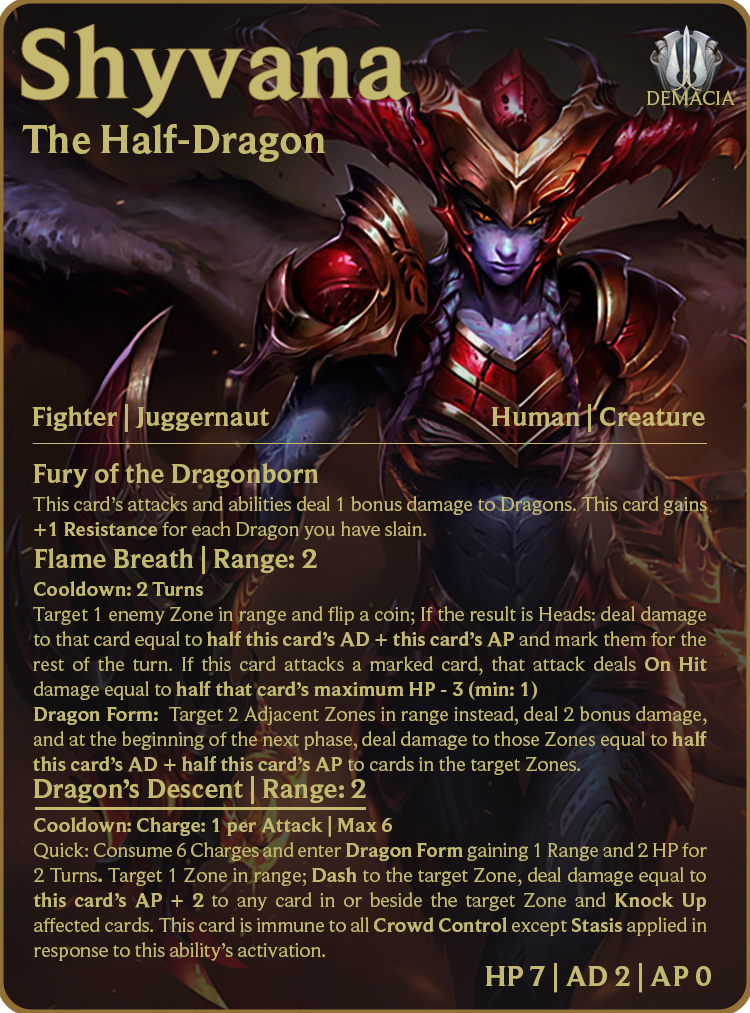 Shyvana
DEMACIA
The Half-Dragon
Fighter | Juggernaut
Human | Creature
Fury of the Dragonborn
This card's attacks and abilities deal 1 bonus damage to Dragons. This card gains
+1 Resistance for each Dragon you have slain.
Flame Breath | Range: 2
Cooldown: 2 Turns
Target 1 enemy Zone in range and flip a coin; If the result is Heads: deal damage
to that card equal to half this card's AD + this card's AP and mark them for the
rest of the turn. If this card attacks a marked card, that attack deals On Hit
damage equal to half that card's maximum HP - 3 (min: 1)
Dragon Form: Target 2 Adjacent Zones in range instead, deal 2 bonus damage,
and at the beginning of the next phase, deal damage to those Zones equal to half
this card's AD + half this card's AP to cards in the target Zones.
Dragon's Descent | Range: 2
Cooldown: Charge: 1 per Attack | Max 6
Quick: Consume 6 Charges and enter Dragon Form gaining 1 Range and 2 HP for
2 Turns. Target 1 Zone in range; Dash to the target Zone, deal damage equal to
this card's AP + 2 to any card in or beside the target Zone and Knock Up
affected cards. This card is immune to all Crowd Control except Stasis applied in
response to this ability's activation.
HP 7 | AD 2 | AP 0